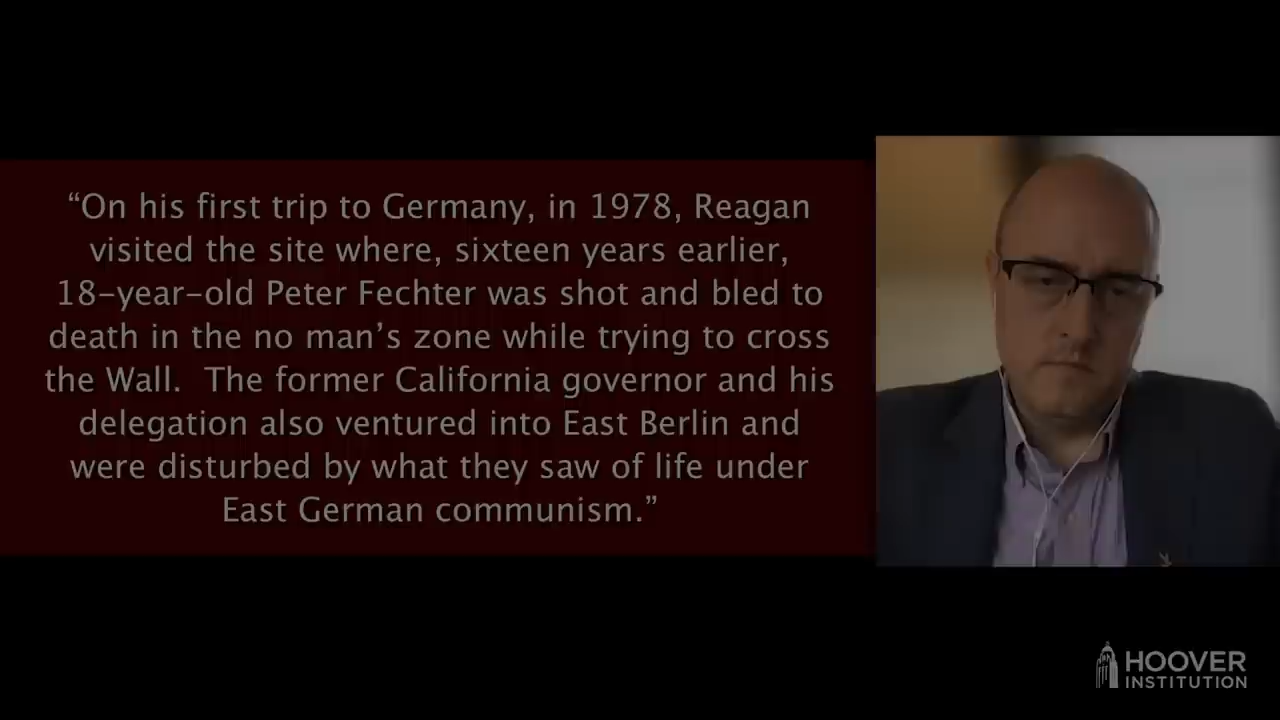 “On his first trip to Germany, in 1978, Reagan
visited the site where, sixteen years earlier,
18-year-old Peter Fechter was shot and bled to
death in the no man’s zone while trying to cross
the Wall.  The former California governor and his
delegation also ventured into East Berlin and
were disturbed by what they saw of life under
East German communism.”
HOOVER
INSTITUTION